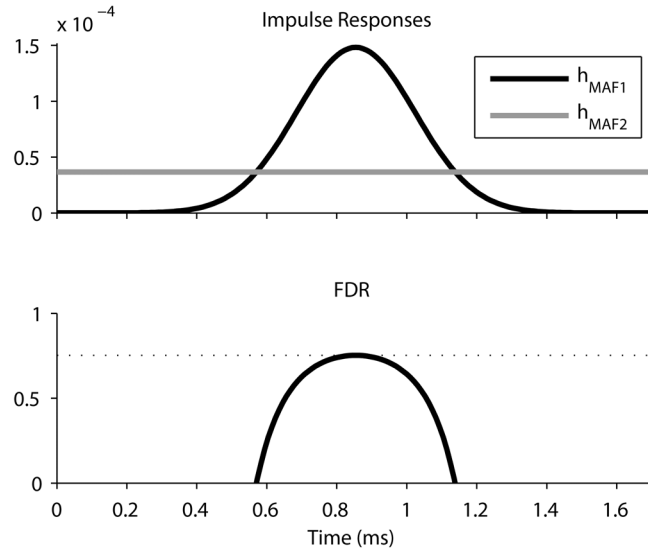 x 10⁻⁴
Impulse Responses
1.5
1
0.5
0
h_MAF1
h_MAF2
FDR
1
0.5
0
0 0.2 0.4 0.6 0.8 1 1.2 1.4 1.6
Time (ms)